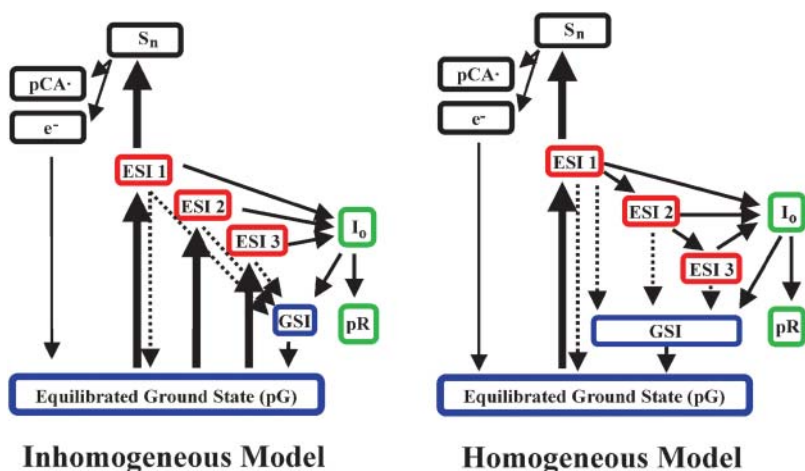 Sn
pCA·
e-
ESI 1
ESI 2
ESI 3
Io
GSI
pR
Equilibrated Ground State (pG)
Inhomogeneous Model
Sn
pCA·
e-
ESI 1
ESI 2
ESI 3
Io
GSI
pR
Equilibrated Ground State (pG)
Homogeneous Model